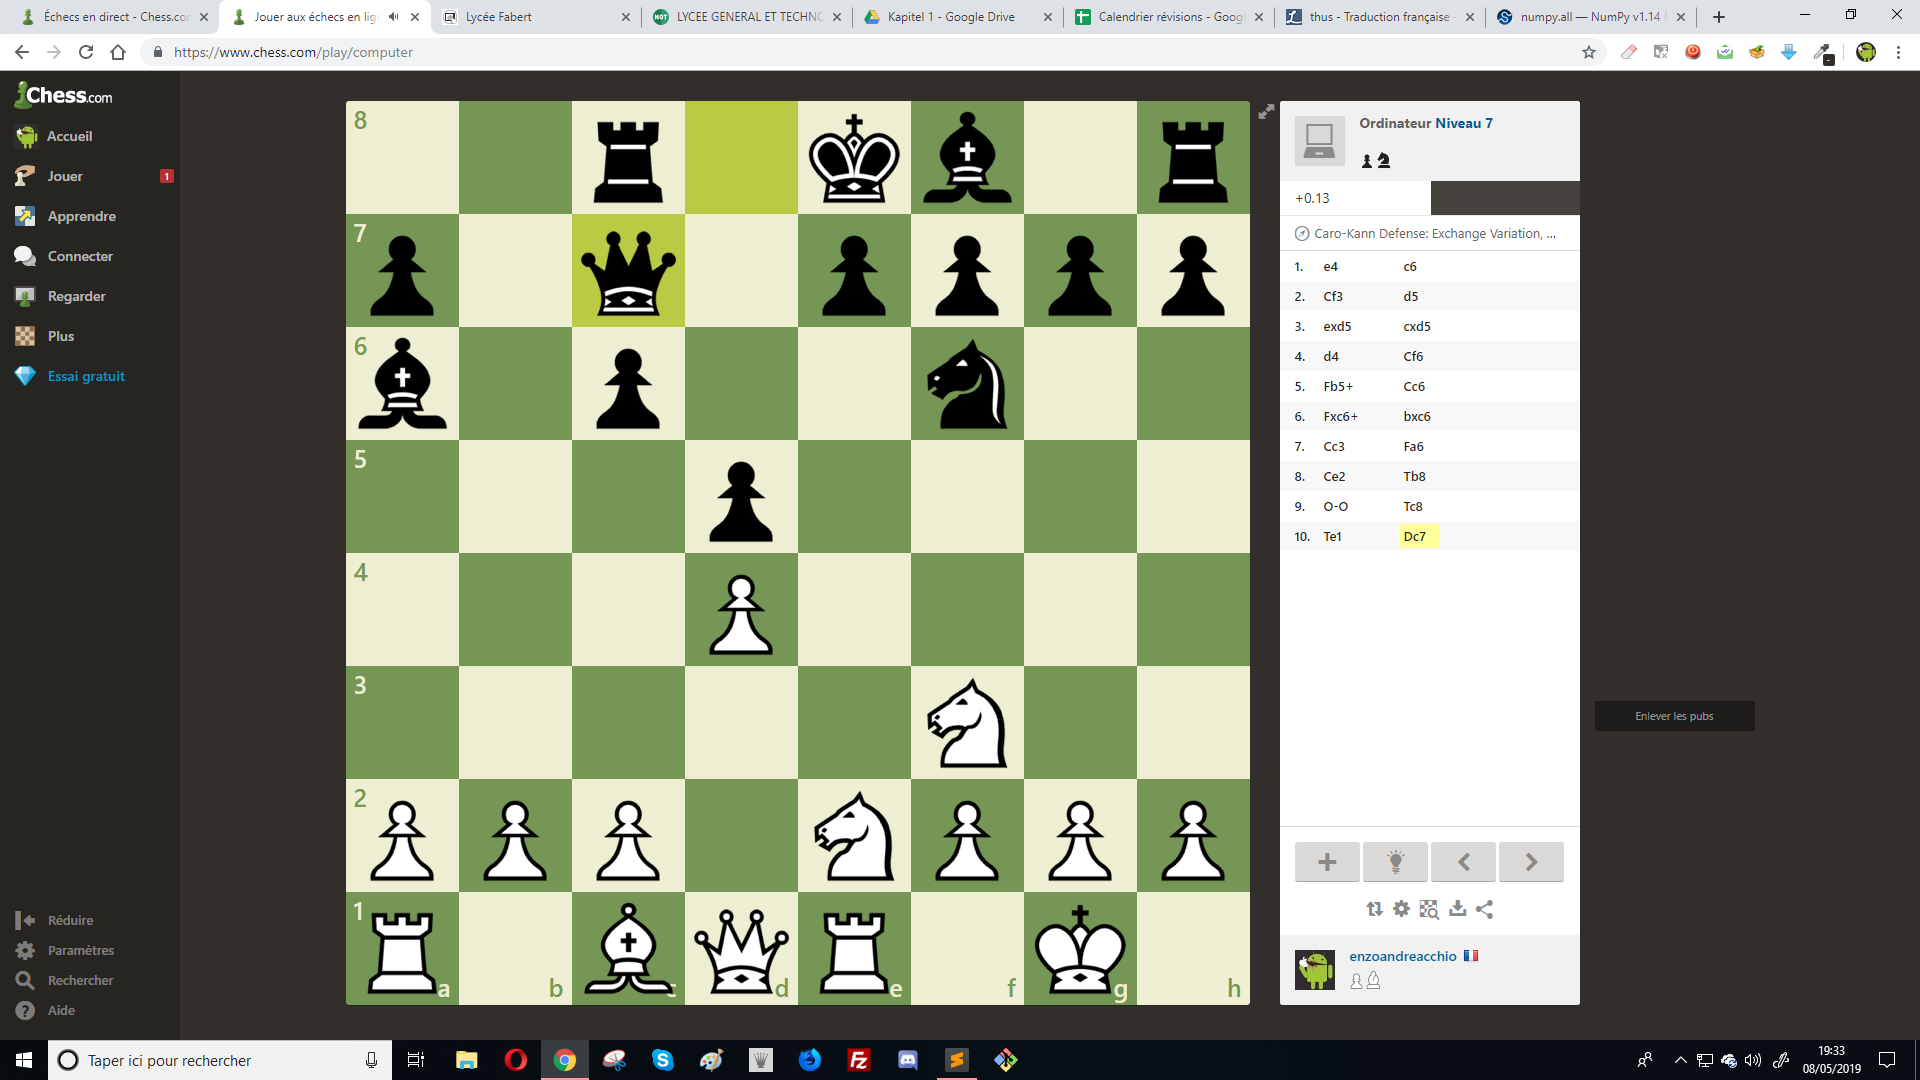 Échecs en direct - Chess.co
Jouer aux échecs en lig
Lycée Fabert
LYCEE GENERAL ET TECHNO
Kapitel 1 - Google Drive
Calendrier révisions - Goog
thus - Traduction française
numpy.all — NumPy v1.14
https://www.chess.com/play/computer
Chess.com
Accueil
Jouer
1
Apprendre
Connecter
Regarder
Plus
Essai gratuit
Réduire
Paramètres
Rechercher
Aide
8
7
6
5
4
3
2
1
a
b
c
d
e
f
g
h
Ordinateur Niveau 7
+0.13
Caro-Kann Defense: Exchange Variation, ...
1. e4 c6
2. Cf3 d5
3. exd5 cxd5
4. d4 Cf6
5. Fb5+ Cc6
6. Fxc6+ bxc6
7. Cc3 Fa6
8. Ce2 Tb8
9. O-O Tc8
10. Te1 Dc7
enzoandreacchio
Enlever les pubs
Taper ici pour rechercher
19:33
08/05/2019